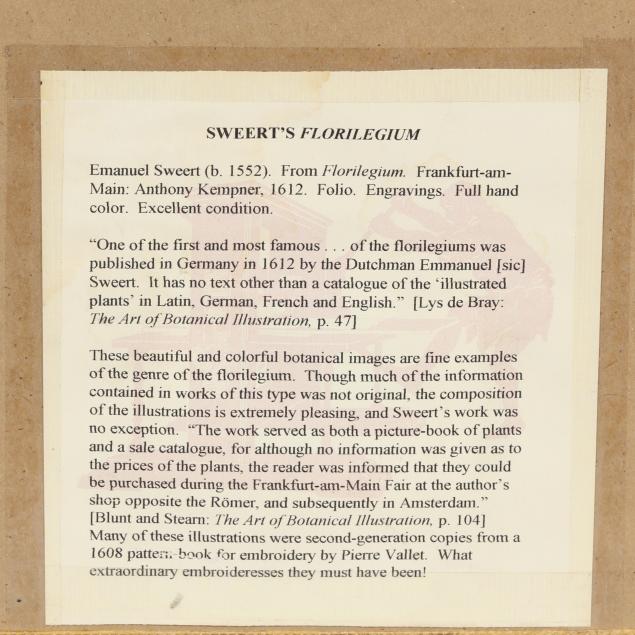 SWEERT'S FLORILEGIUM
Emanuel Sweert (b. 1552).  From Florilegium.  Frankfurt-am-
Main: Anthony Kempner, 1612.  Folio.  Engravings.  Full hand
color.  Excellent condition.
“One of the first and most famous . . . of the florilegiums was
published in Germany in 1612 by the Dutchman Emmanuel [sic]
Sweert.  It has no text other than a catalogue of the ‘illustrated
plants’ in Latin, German, French and English.”  [Lys de Bray:
The Art of Botanical Illustration, p. 47]
These beautiful and colorful botanical images are fine examples
of the genre of the florilegium.  Though much of the information
contained in works of this type was not original, the composition
of the illustrations is extremely pleasing, and Sweert's work was
no exception.  “The work served as both a picture-book of plants
and a sale catalogue, for although no information was given as to
the prices of the plants, the reader was informed that they could
be purchased during the Frankfurt-am-Main Fair at the author's
shop opposite the Römer, and subsequently in Amsterdam.”
[Blunt and Stearn: The Art of Botanical Illustration, p. 104]
Many of these illustrations were second-generation copies from a
1608 pattern-book for embroidery by Pierre Vallet.  What
extraordinary embroideresses they must have been!